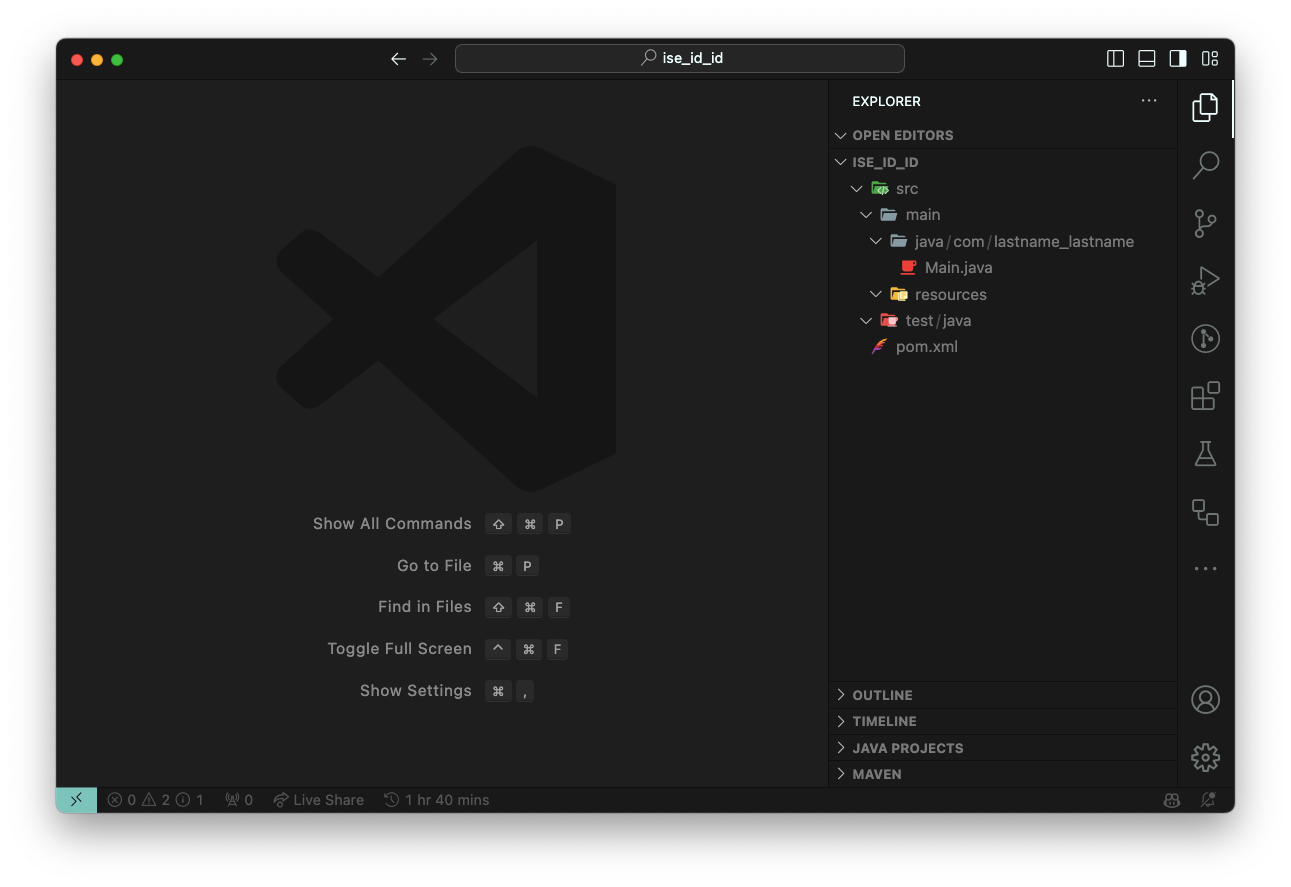 ise_id_id
EXPLORER
OPEN EDITORS
ISE_ID_ID
src
main
java/com/lastname_lastname
Main.java
resources
test/java
pom.xml
Show All Commands ⇧ ⌘ P
Go to File ⌘ P
Find in Files ⇧ ⌘ F
Toggle Full Screen ^ ⌘ F
Show Settings ⌘ ,
OUTLINE
TIMELINE
JAVA PROJECTS
MAVEN
0 2 1 0 Live Share 1 hr 40 mins